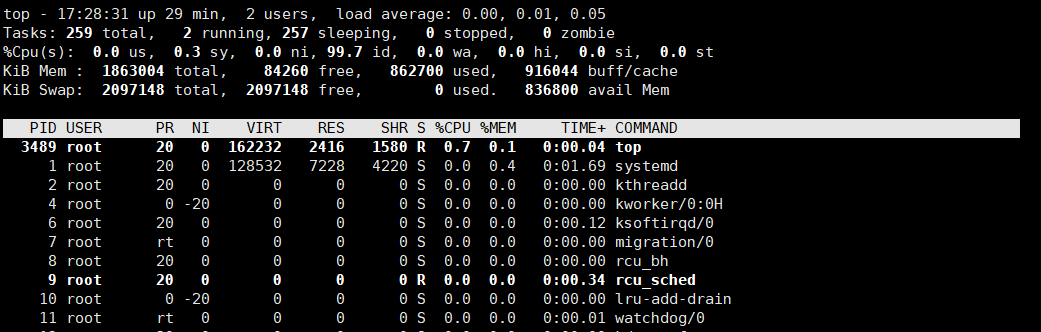 top - 17:28:31 up 29 min,  2 users,  load average: 0.00, 0.01, 0.05
Tasks: 259 total,   2 running, 257 sleeping,   0 stopped,   0 zombie
%Cpu(s):  0.0 us,  0.3 sy,  0.0 ni, 99.7 id,  0.0 wa,  0.0 hi,  0.0 si,  0.0 st
KiB Mem :  1863004 total,    84260 free,   862700 used,   916044 buff/cache
KiB Swap:  2097148 total,  2097148 free,        0 used.   836800 avail Mem
PID USER      PR  NI    VIRT    RES    SHR S %CPU %MEM     TIME+ COMMAND
3489 root      20   0  162232   2416   1580 R  0.7  0.1   0:00.04 top
1 root      20   0  128532   7228   4220 S  0.0  0.4   0:01.69 systemd
2 root      20   0       0      0      0 S  0.0  0.0   0:00.00 kthreadd
4 root       0 -20       0      0      0 S  0.0  0.0   0:00.00 kworker/0:0H
6 root      20   0       0      0      0 S  0.0  0.0   0:00.12 ksoftirqd/0
7 root      rt   0       0      0      0 S  0.0  0.0   0:00.00 migration/0
8 root      20   0       0      0      0 S  0.0  0.0   0:00.00 rcu_bh
9 root      20   0       0      0      0 R  0.0  0.0   0:00.34 rcu_sched
10 root       0 -20       0      0      0 S  0.0  0.0   0:00.00 lru-add-drain
11 root      rt   0       0      0      0 S  0.0  0.0   0:00.01 watchdog/0